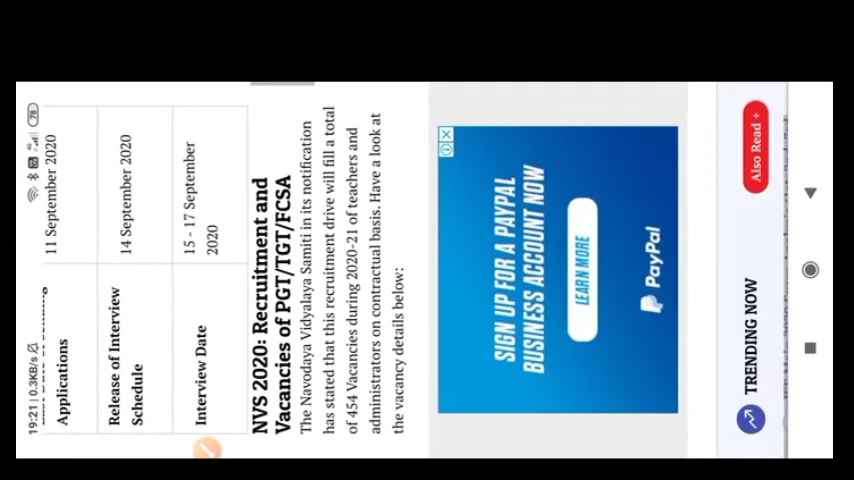 19:21 | 0.3KB/s
78
Applications
11 September 2020
Release of Interview
Schedule
14 September 2020
Interview Date
15 - 17 September
2020
NVS 2020: Recruitment and
Vacancies of PGT/TGT/FCSA
The Navodaya Vidyalaya Samiti in its notification
has stated that this recruitment drive will fill a total
of 454 Vacancies during 2020-21 of teachers and
administrators on contractual basis. Have a look at
the vacancy details below:
SIGN UP FOR A PAYPAL
BUSINESS ACCOUNT NOW
LEARN MORE
PayPal
TRENDING NOW
Also Read +